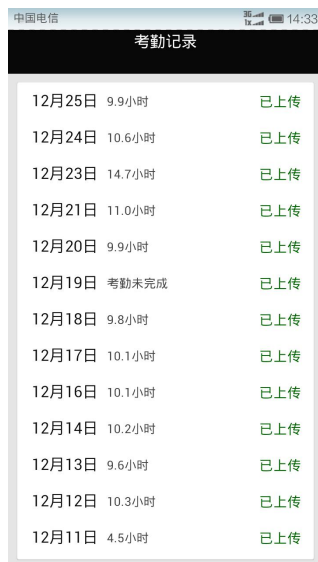 中国电信 3G 1x 14:33
考勤记录
12月25日 9.9小时 已上传
12月24日 10.6小时 已上传
12月23日 14.7小时 已上传
12月21日 11.0小时 已上传
12月20日 9.9小时 已上传
12月19日 考勤未完成 已上传
12月18日 9.8小时 已上传
12月17日 10.1小时 已上传
12月16日 10.1小时 已上传
12月14日 10.2小时 已上传
12月13日 9.6小时 已上传
12月12日 10.3小时 已上传
12月11日 4.5小时 已上传